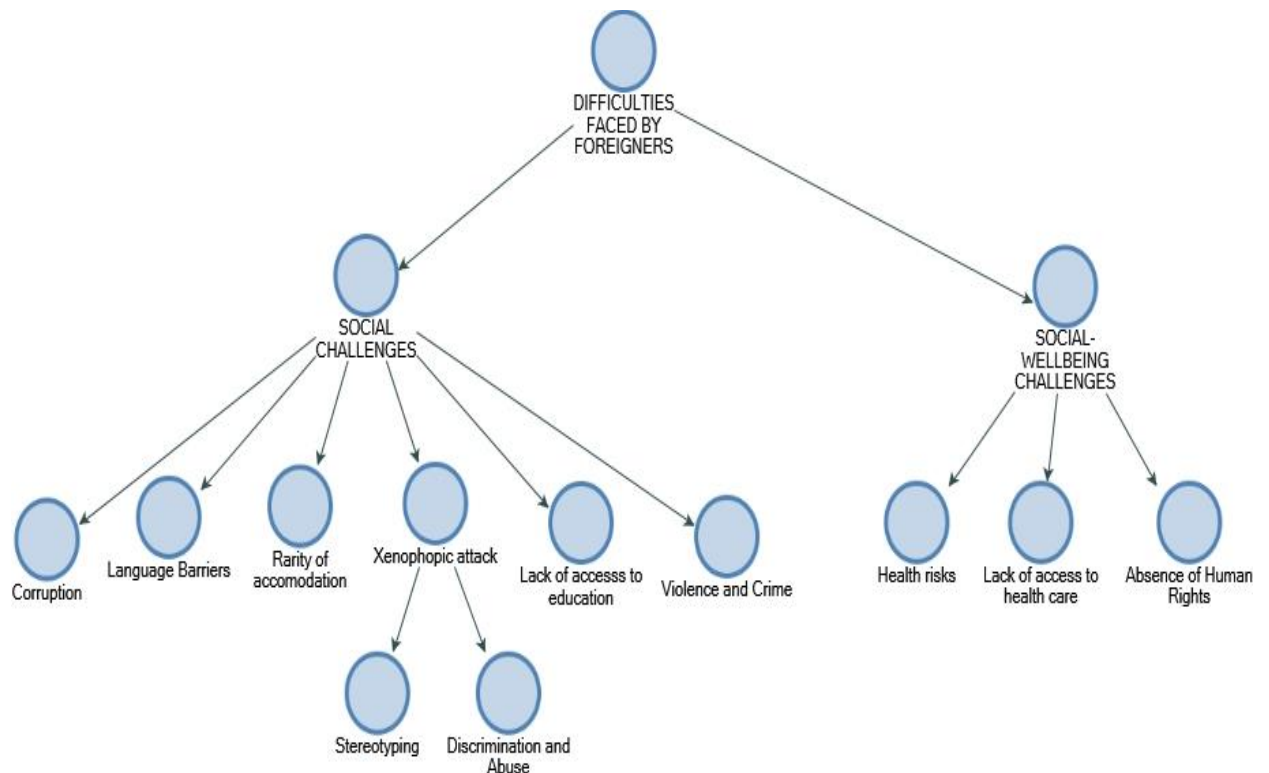 DIFFICULTIES
FACED BY
FOREIGNERS
SOCIAL
CHALLENGES
SOCIAL-
WELLBEING
CHALLENGES
Corruption
Language Barriers
Rarity of
accomodation
Xenophopic attack
Lack of accesss to
education
Violence and Crime
Health risks
Lack of access to
health care
Absence of Human
Rights
Stereotyping
Discrimination and
Abuse